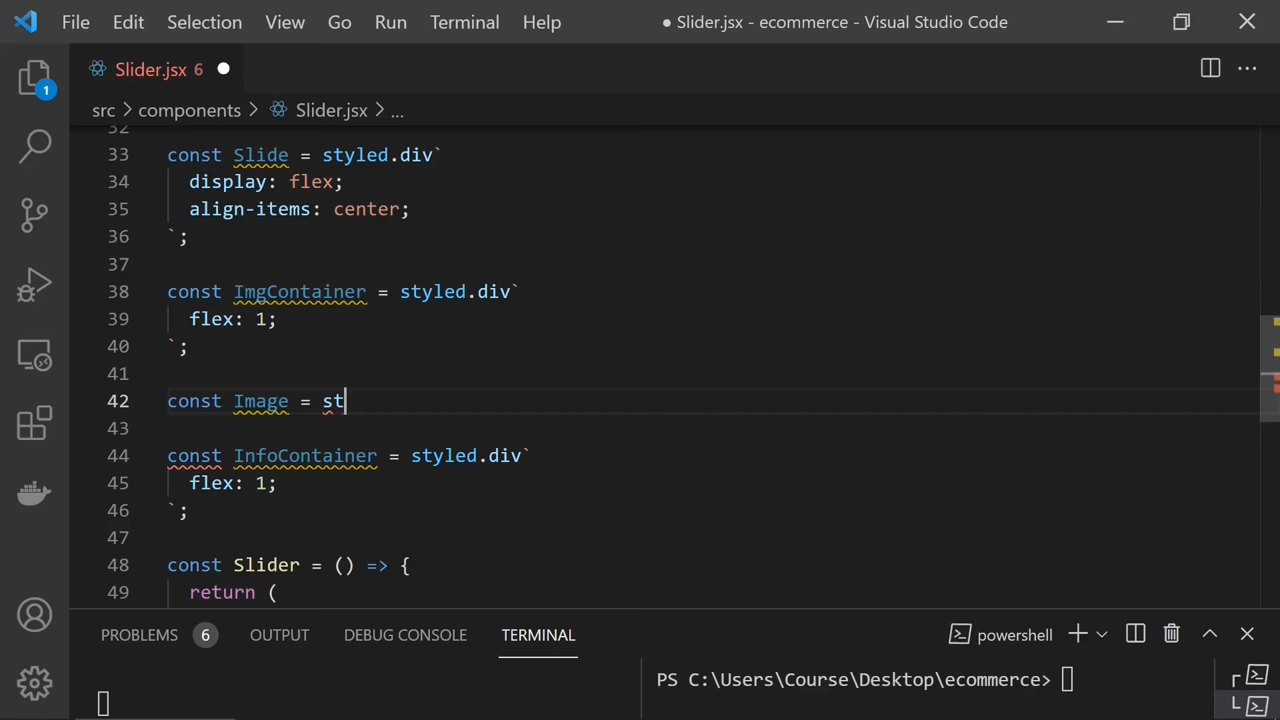 File Edit Selection View Go Run Terminal Help ● Slider.jsx - ecommerce - Visual Studio Code
Slider.jsx 6
src > components > Slider.jsx > ...
1
32
33 const Slide = styled.div`
34 display: flex;
35 align-items: center;
36 `;
37
38 const ImgContainer = styled.div`
39 flex: 1;
40 `;
41
42 const Image = st
43
44 const InfoContainer = styled.div`
45 flex: 1;
46 `;
47
48 const Slider = () => {
49 return (
PROBLEMS 6 OUTPUT DEBUG CONSOLE TERMINAL powershell
PS C:\Users\Course\Desktop\ecommerce>